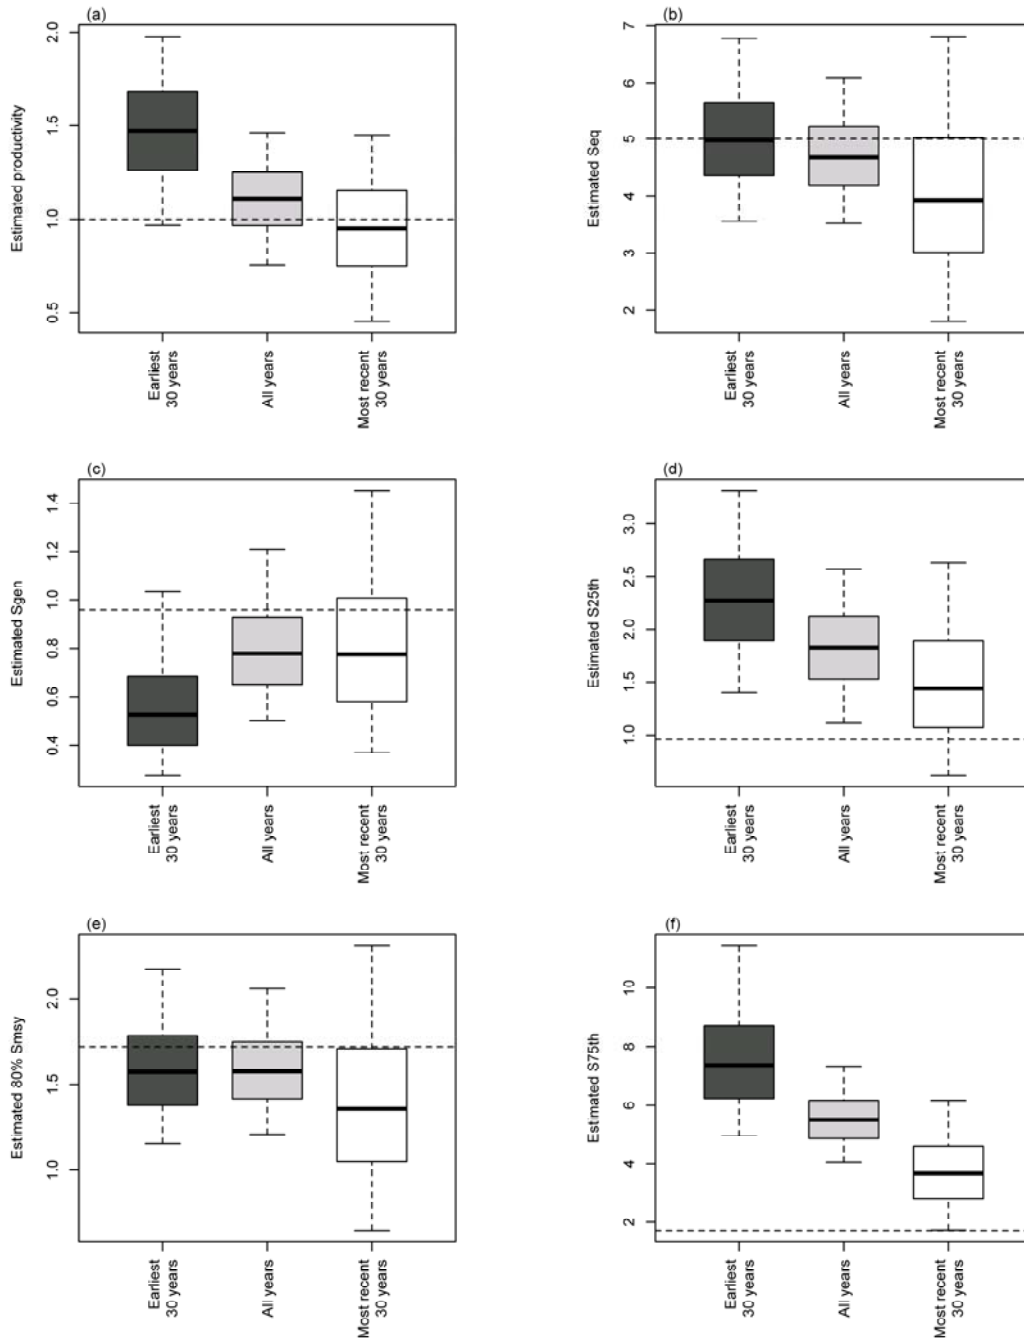 (a)
Estimated productivity
2.0
1.5
1.0
0.5
Earliest
30 years
All years
Most recent
30 years
(b)
Estimated Seq
7
6
5
4
3
2
Earliest
30 years
All years
Most recent
30 years
(c)
Estimated Sgen
1.4
1.2
1.0
0.8
0.6
0.4
Earliest
30 years
All years
Most recent
30 years
(d)
Estimated S25th
3.0
2.5
2.0
1.5
1.0
Earliest
30 years
All years
Most recent
30 years
(e)
Estimated 80% Smsy
2.0
1.5
1.0
Earliest
30 years
All years
Most recent
30 years
(f)
Estimated S75th
10
8
6
4
2
Earliest
30 years
All years
Most recent
30 years